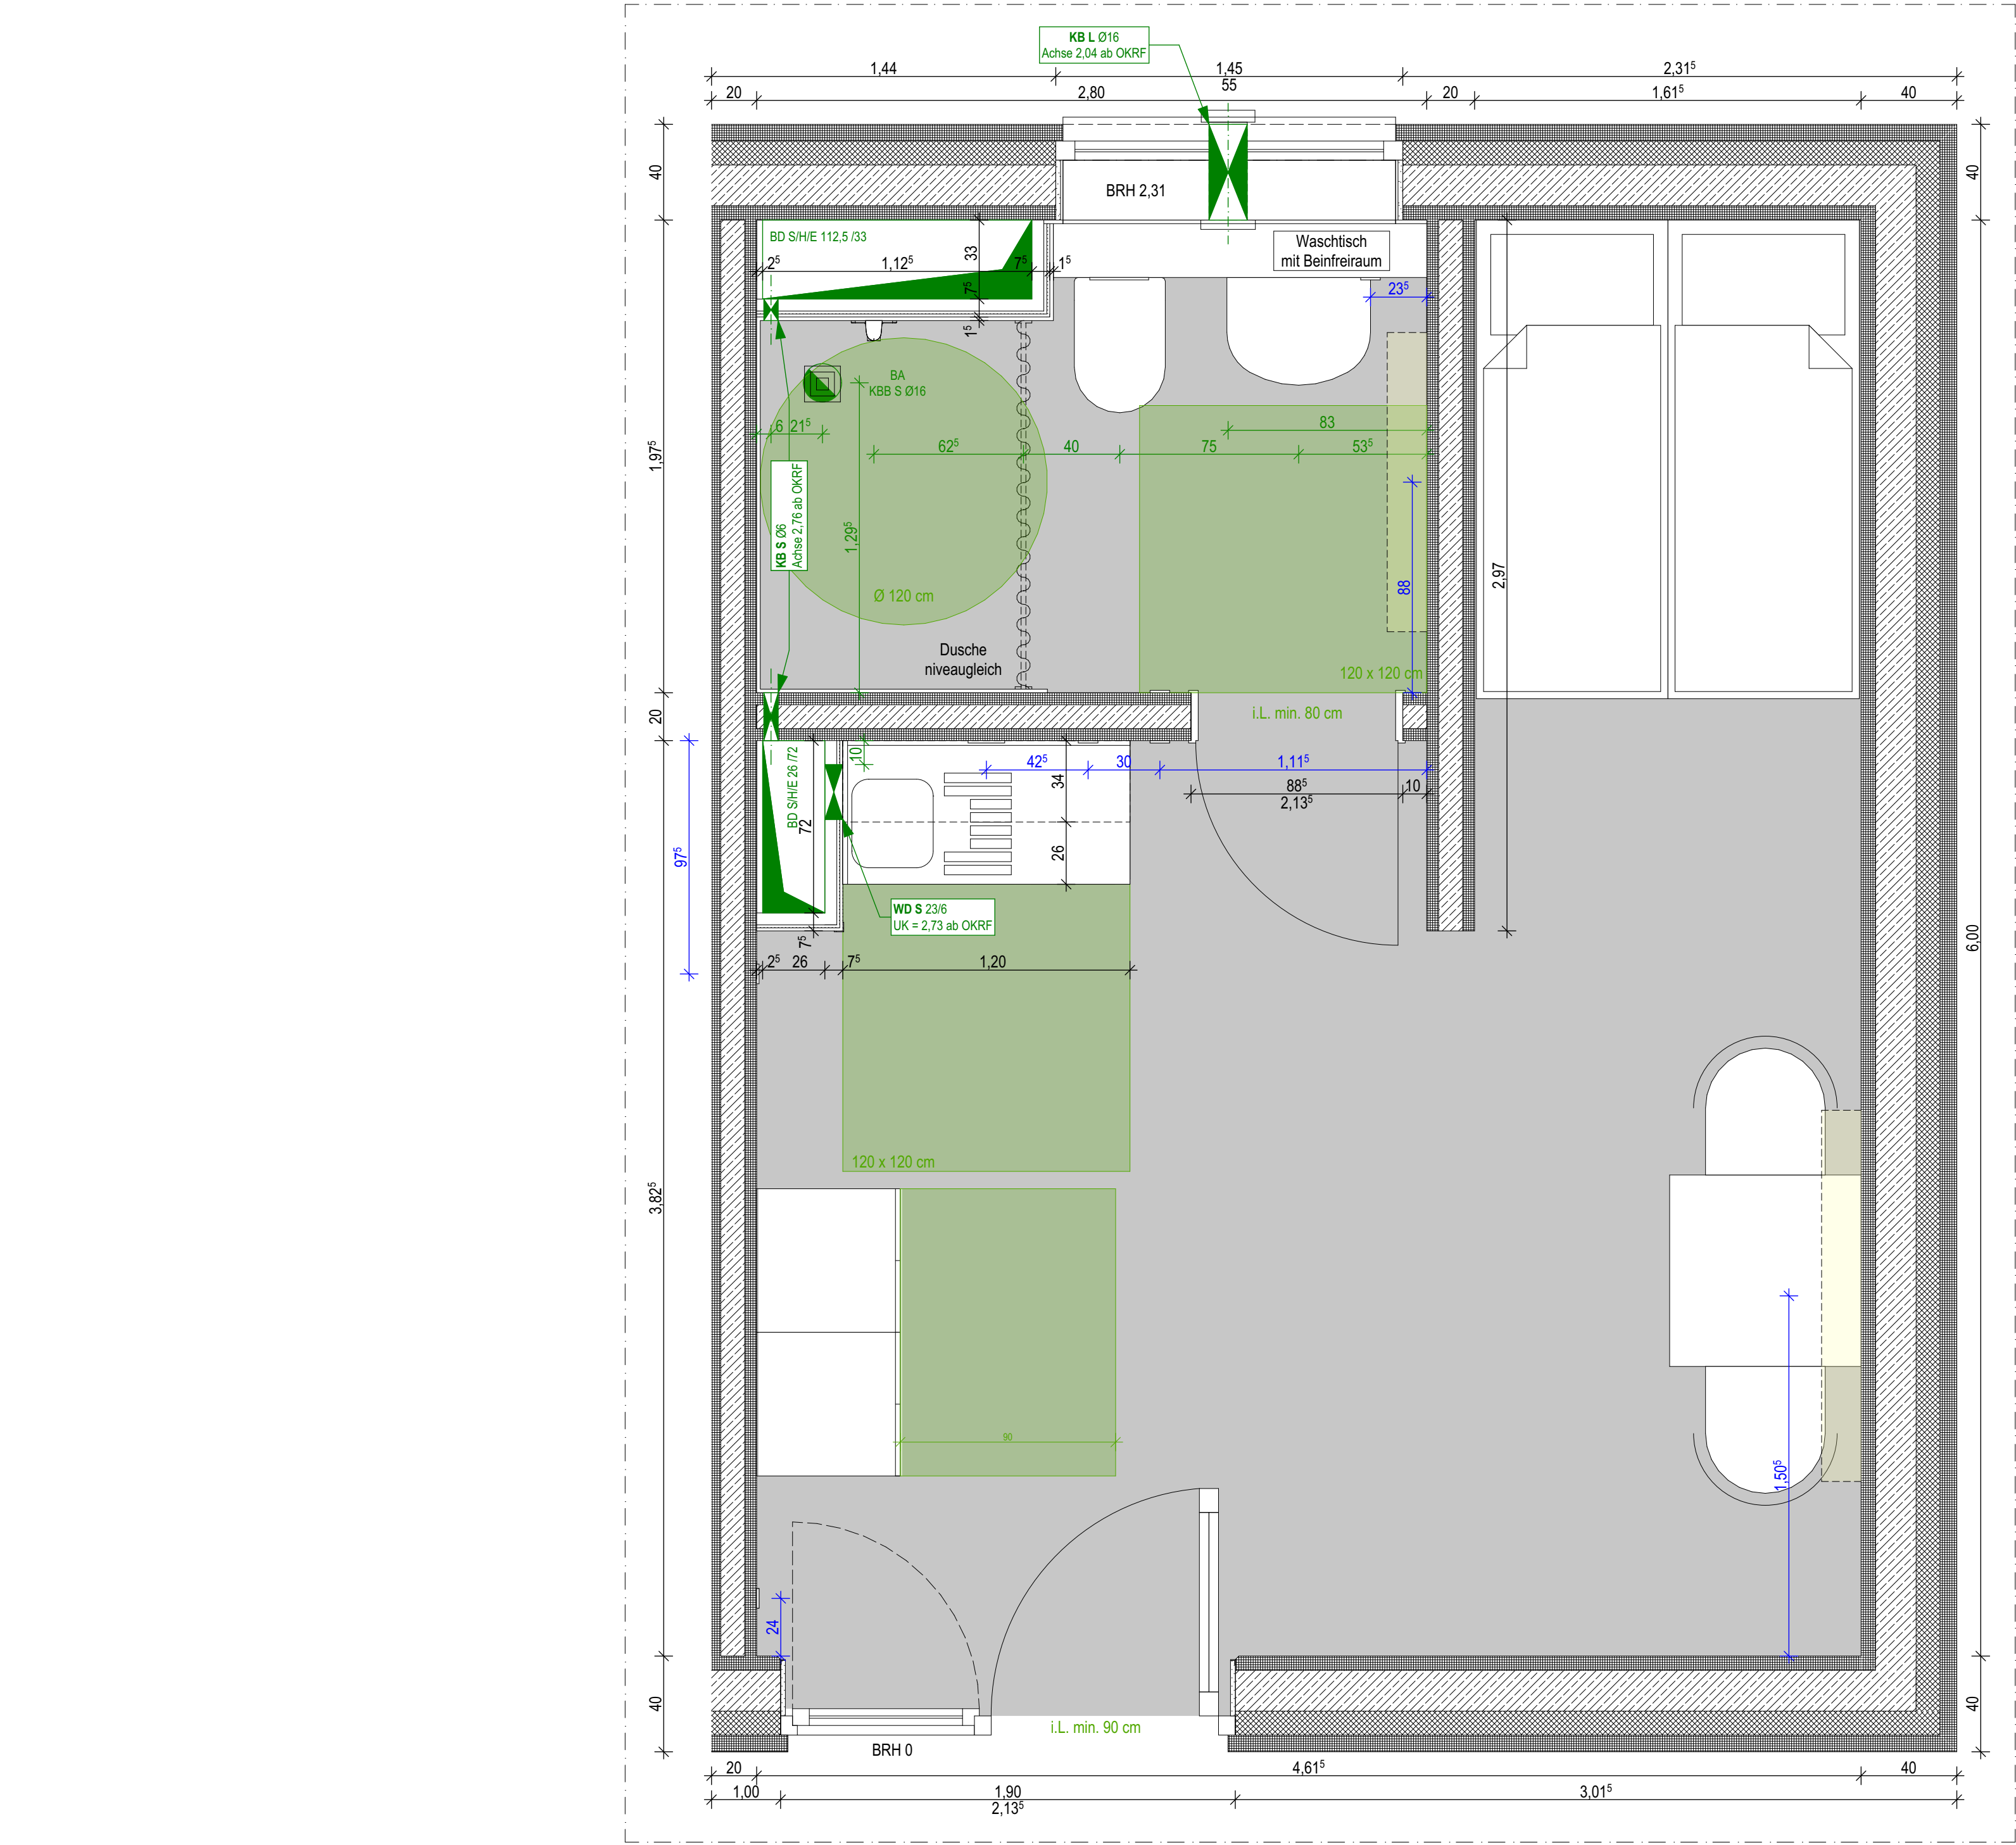 KB L Ø16
Achse 2,04 ab OKRF
1,44
1,45
55
2,31⁵
20
2,80
20
1,61⁵
40
40
40
BRH 2,31
BD S/H/E 112,5 /33
33
2⁵
1,12⁵
7⁵
1⁵
7⁵
1⁵
Waschtisch
mit Beinfreiraum
23⁵
BA
KBB S Ø16
6
21⁵
62⁵
40
75
83
53⁵
1,97⁵
KB S Ø6
Achse 2,76 ab OKRF
1,29⁵
88
2,97
Ø 120 cm
Dusche
niveaugleich
120 x 120 cm
i.L. min. 80 cm
20
10
BD S/H/E 26 /72
72
42⁵
30
1,11⁵
34
88⁵
2,13⁵
10
26
97⁵
WD S 23/6
UK = 2,73 ab OKRF
7⁵
2⁵
26
7⁵
1,20
6,00
120 x 120 cm
3,82⁵
90
1,50⁵
24
40
40
i.L. min. 90 cm
BRH 0
20
4,61⁵
40
1,00
1,90
2,13⁵
3,01⁵